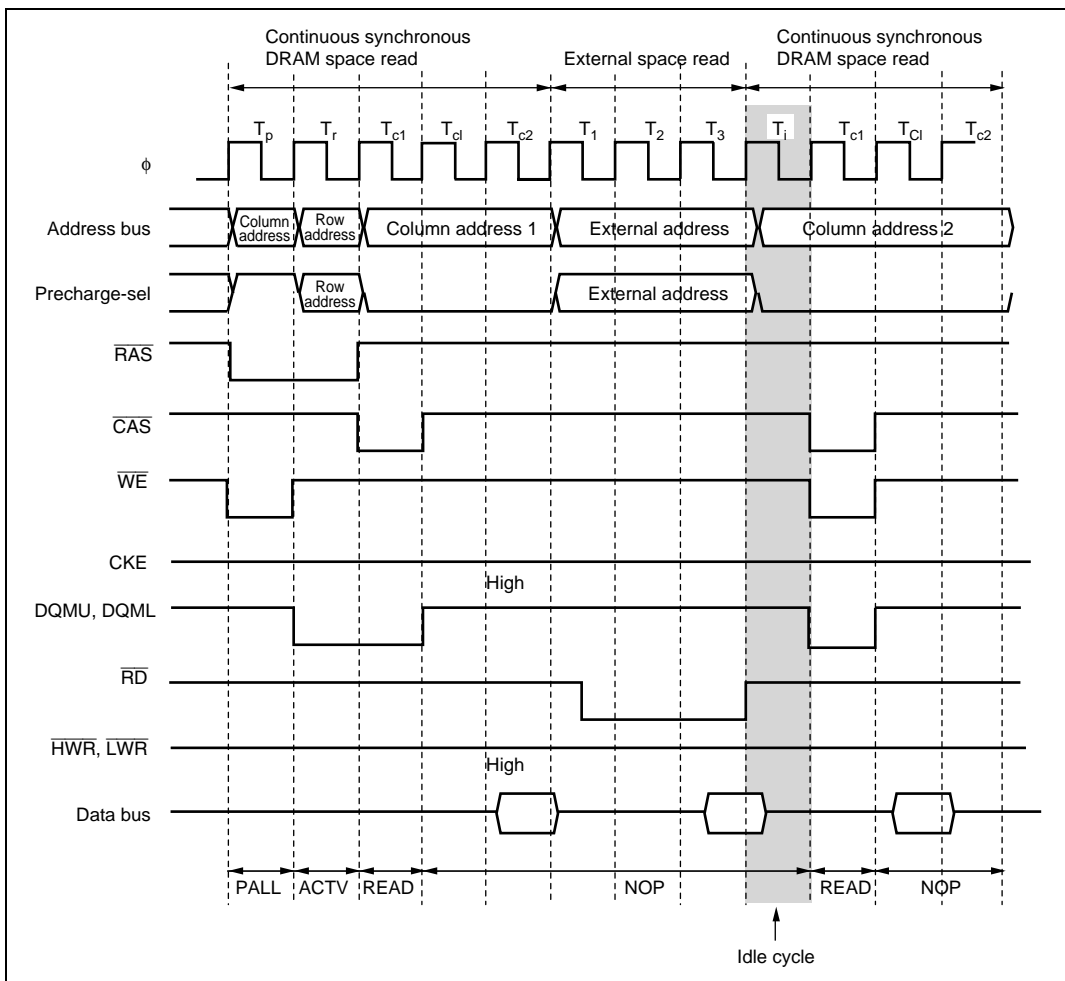 Continuous synchronous
DRAM space read
External space read
Continuous synchronous
DRAM space read
Tp Tr Tc1 Tcl Tc2 T1 T2 T3 Ti Tc1 TCl Tc2
ϕ
Address bus
Column
address
Row
address
Column address 1
External address
Column address 2
Precharge-sel
Row
address
External address
RAS
CAS
WE
CKE
High
DQMU, DQML
RD
HWR, LWR
High
Data bus
PALL ACTV READ NOP READ NOP
Idle cycle